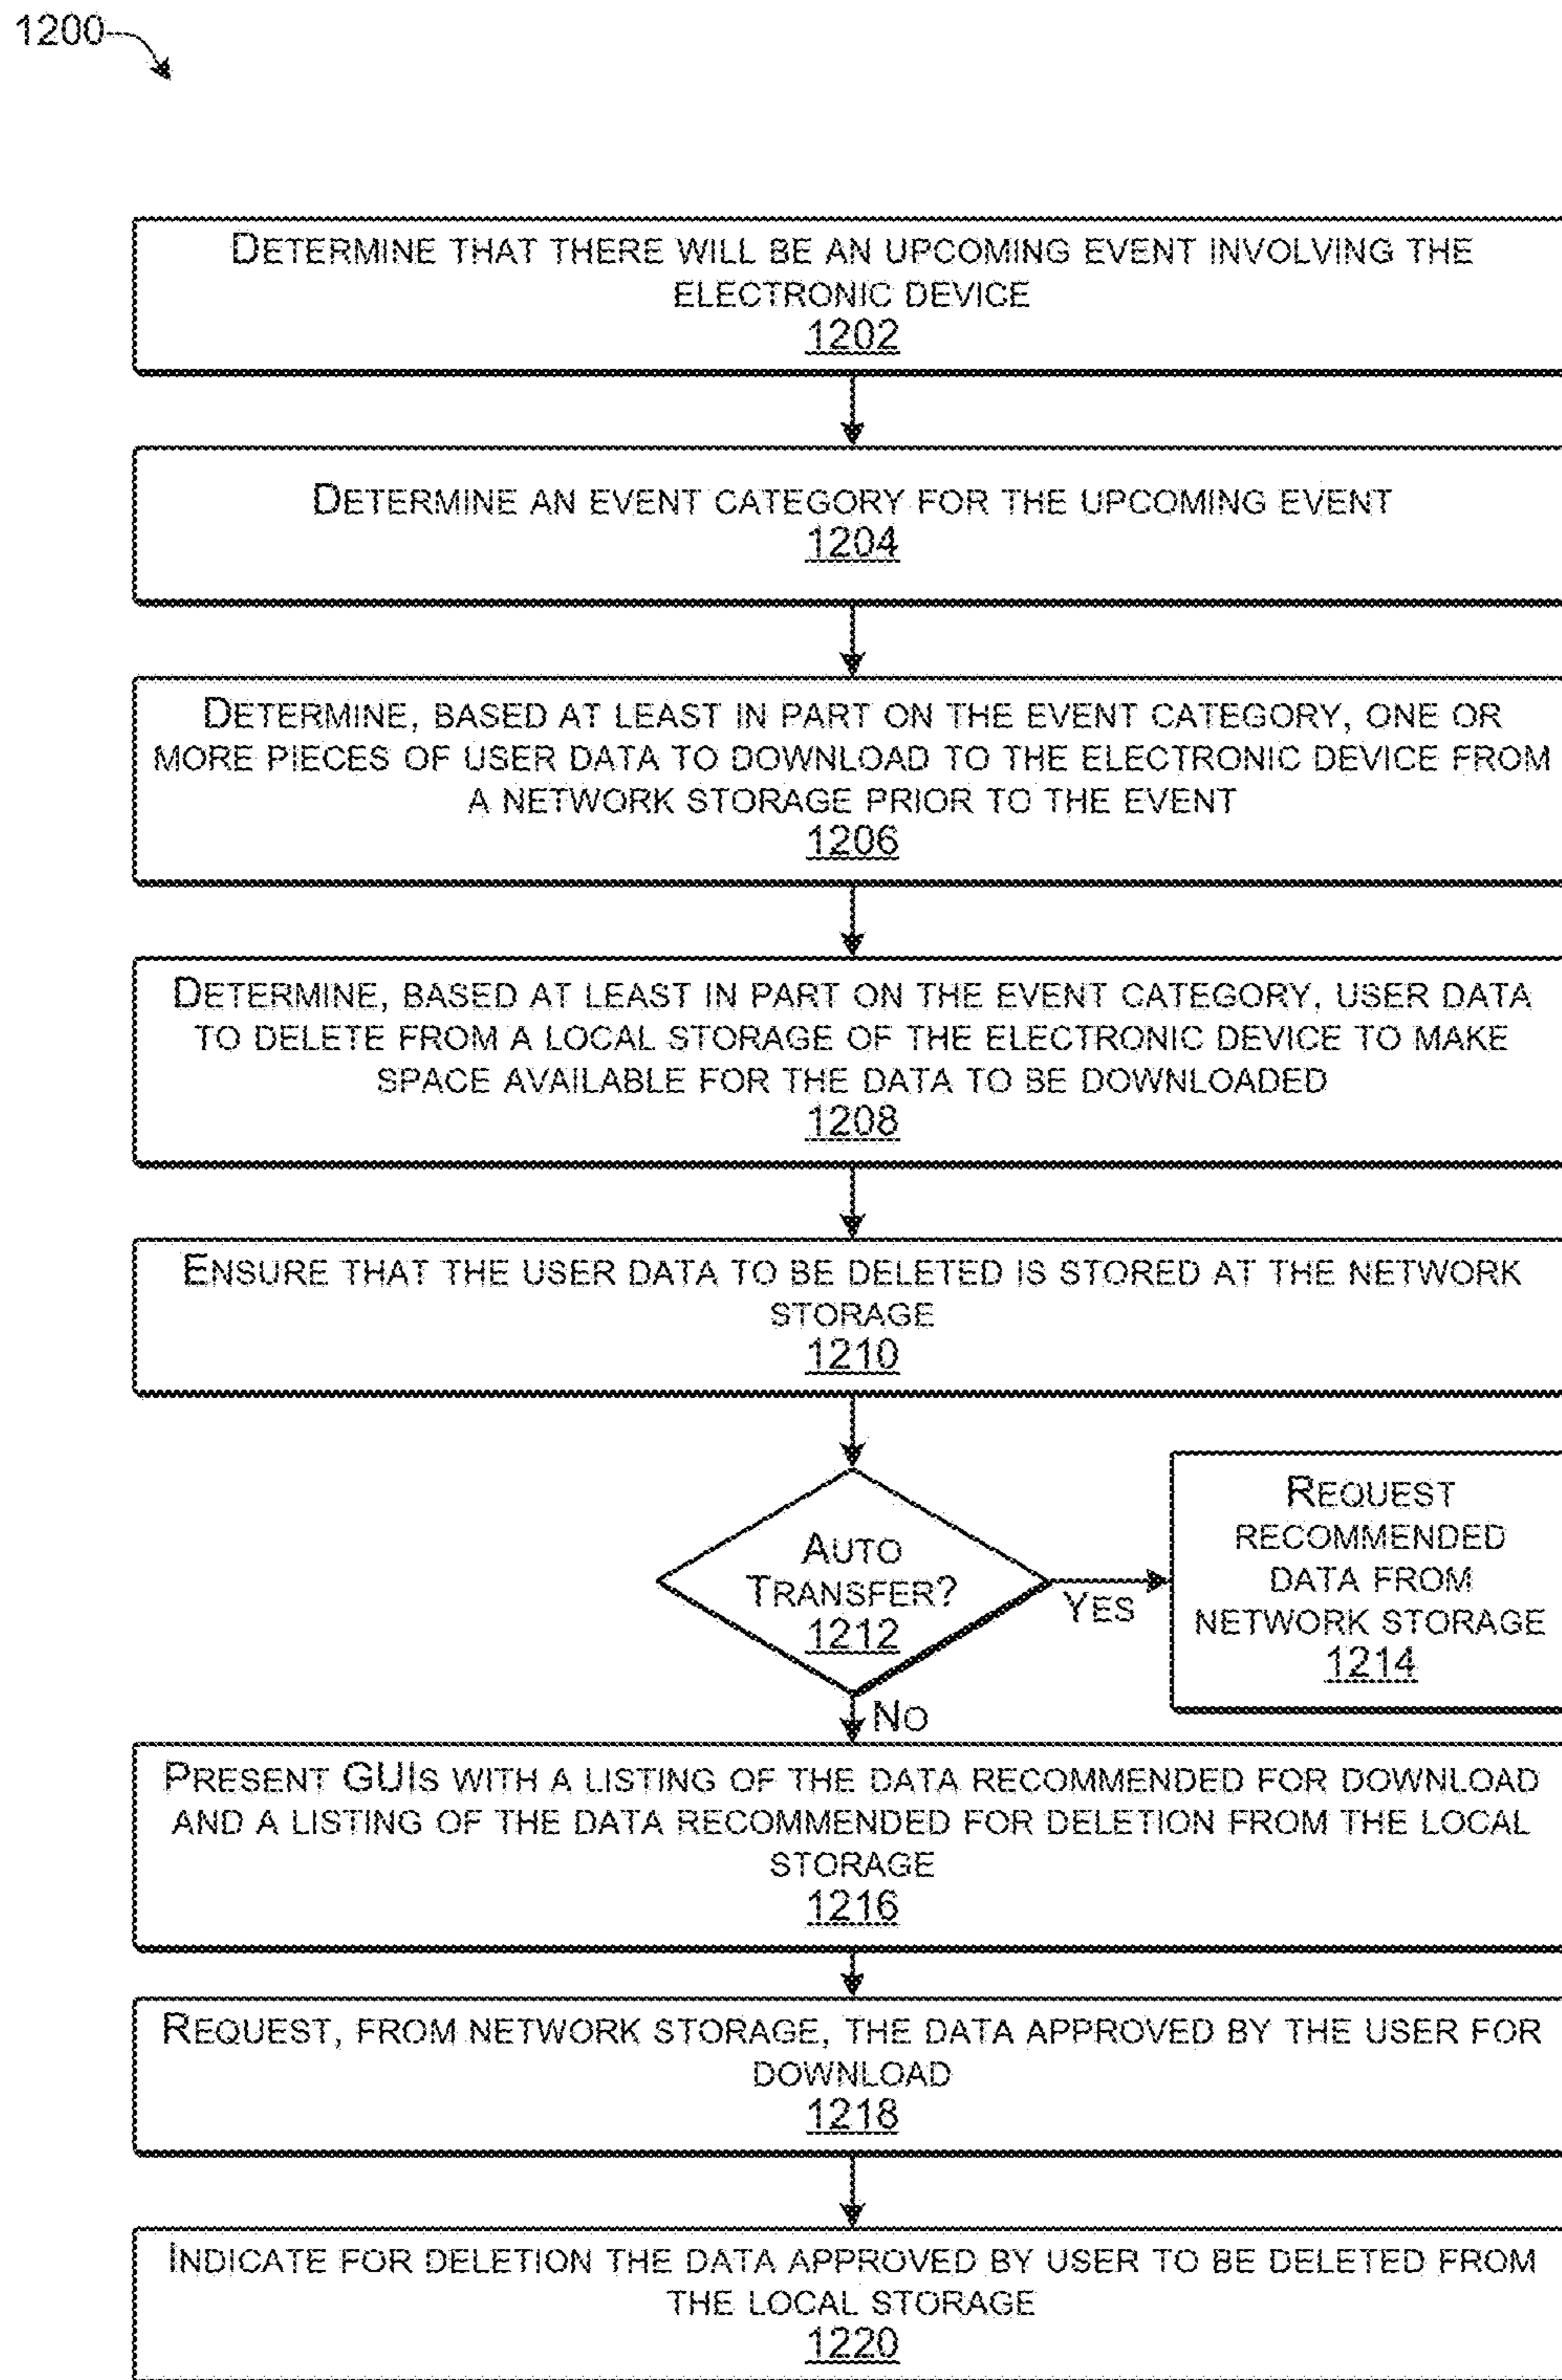 1200
DETERMINE THAT THERE WILL BE AN UPCOMING EVENT INVOLVING THE
ELECTRONIC DEVICE
1202
DETERMINE AN EVENT CATEGORY FOR THE UPCOMING EVENT
1204
DETERMINE, BASED AT LEAST IN PART ON THE EVENT CATEGORY, ONE OR
MORE PIECES OF USER DATA TO DOWNLOAD TO THE ELECTRONIC DEVICE FROM
A NETWORK STORAGE PRIOR TO THE EVENT
1206
DETERMINE, BASED AT LEAST IN PART ON THE EVENT CATEGORY, USER DATA
TO DELETE FROM A LOCAL STORAGE OF THE ELECTRONIC DEVICE TO MAKE
SPACE AVAILABLE FOR THE DATA TO BE DOWNLOADED
1208
ENSURE THAT THE USER DATA TO BE DELETED IS STORED AT THE NETWORK
STORAGE
1210
AUTO
TRANSFER?
1212
YES
REQUEST
RECOMMENDED
DATA FROM
NETWORK STORAGE
1214
NO
PRESENT GUIS WITH A LISTING OF THE DATA RECOMMENDED FOR DOWNLOAD
AND A LISTING OF THE DATA RECOMMENDED FOR DELETION FROM THE LOCAL
STORAGE
1216
REQUEST, FROM NETWORK STORAGE, THE DATA APPROVED BY THE USER FOR
DOWNLOAD
1218
INDICATE FOR DELETION THE DATA APPROVED BY USER TO BE DELETED FROM
THE LOCAL STORAGE
1220